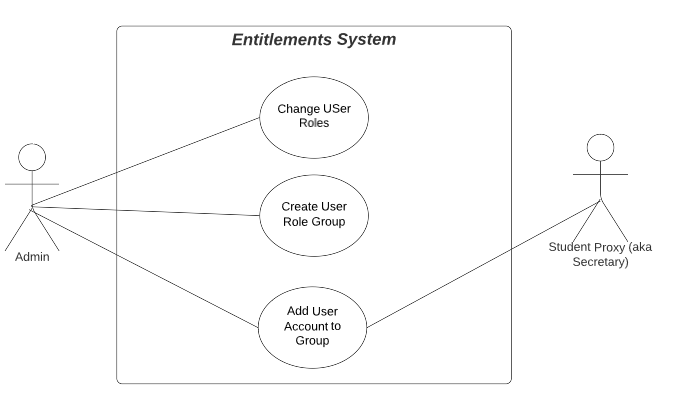 Entitlements System
Change USer
Roles
Create User
Role Group
Admin
Student Proxy (aka
Secretary)
Add User
Account to
Group